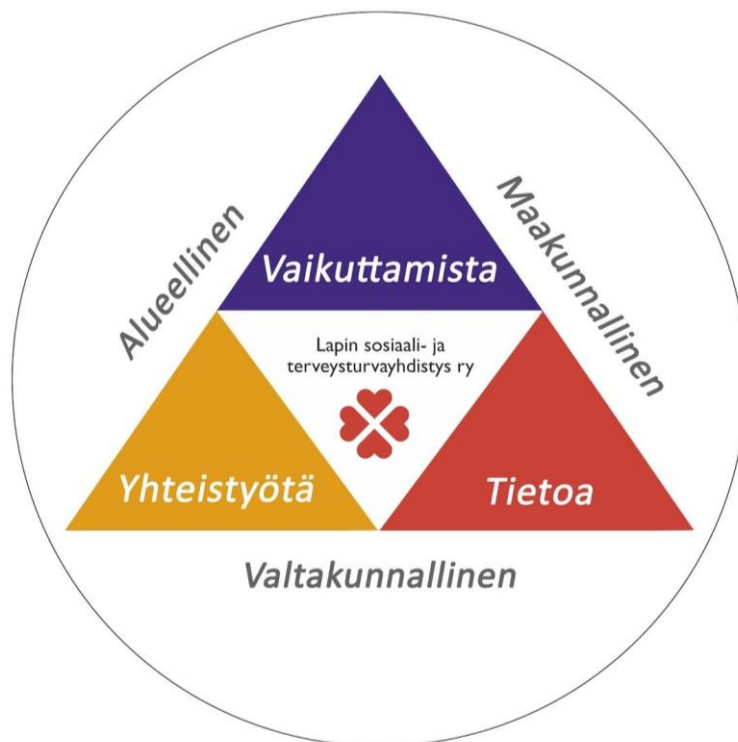 Alueellinen
Maakunnallinen
Vaikuttamista
Lapin sosiaali- ja
terveysturvayhdistys ry
Yhteistyötä
Tietoa
Valtakunnallinen